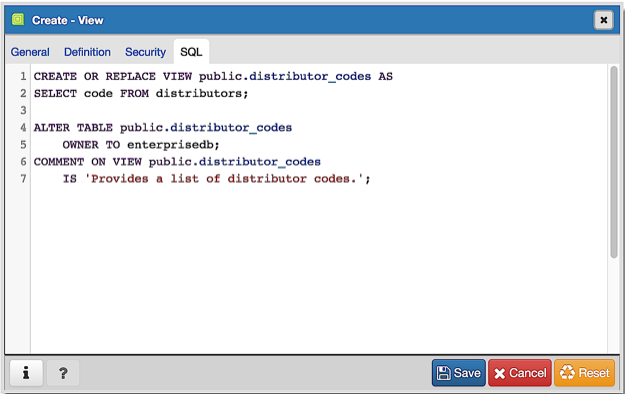 Create - View
General Definition Security SQL
1 CREATE OR REPLACE VIEW public.distributor_codes AS
2 SELECT code FROM distributors;
3
4 ALTER TABLE public.distributor_codes
5     OWNER TO enterprisedb;
6 COMMENT ON VIEW public.distributor_codes
7     IS 'Provides a list of distributor codes.';
i ? Save Cancel Reset